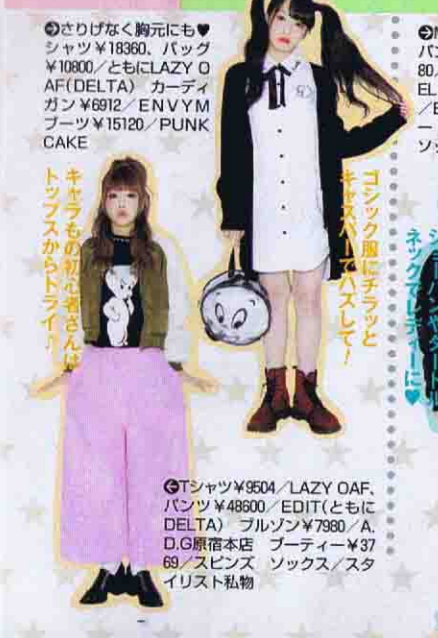 ➲さりげなく胸元にも♥
シャツ¥18360、バッグ
¥10800／ともにLAZY O
AF(DELTA)　カーディ
ガン¥6912／ENVYM
ブーツ¥15120／PUNK
CAKE
ゴシック服にチラッと
キャスパーでハズして！
キャラもの初心者さんは
トップスからトライ♪
ネックでレディーに♥
➲Tシャツ¥9504／LAZY OAF、
パンツ¥48600／EDIT(ともに
DELTA)　ブルゾン¥7980／A.
D.G原宿本店　ブーティー¥37
69／スピンズ　ソックス／スタ
イリスト私物
80
EL
ソッ